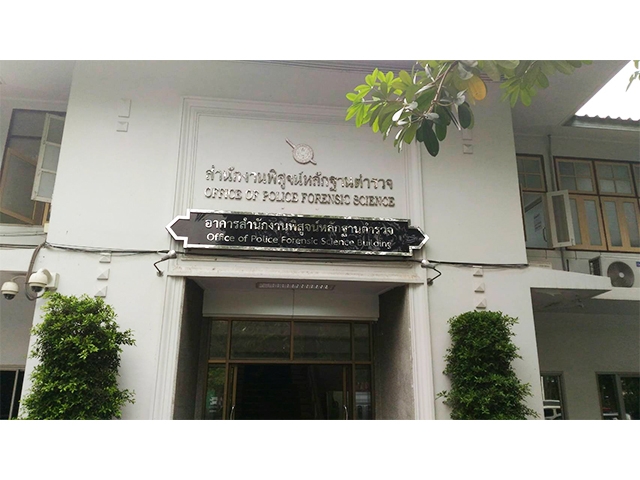 สำนักงานพิสูจน์หลักฐานตำรวจ
OFFICE OF POLICE FORENSIC SCIENCE
อาคารสำนักงานพิสูจน์หลักฐานตำรวจ
Office of Police Forensic Science Building